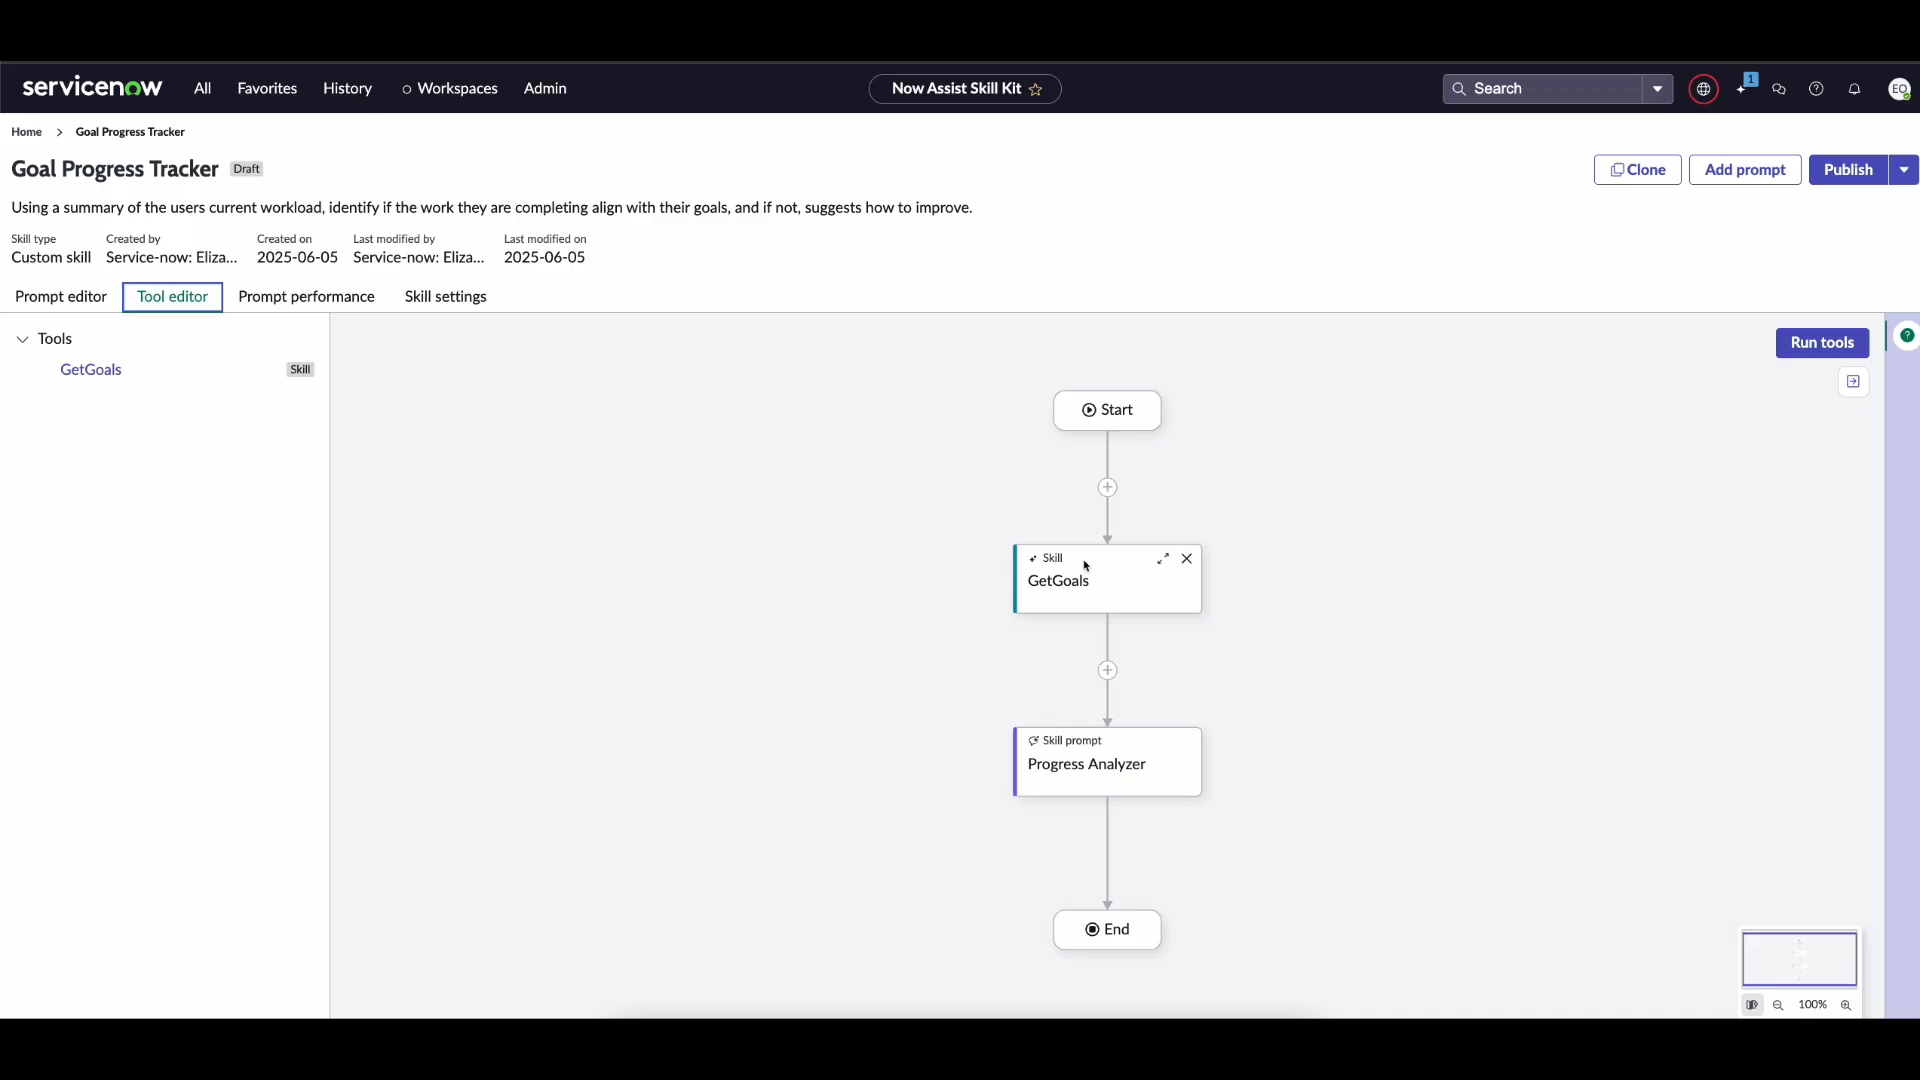 servicenow All Favorites History Workspaces Admin Now Assist Skill Kit Search 1 EO
Home > Goal Progress Tracker
Goal Progress Tracker Draft Clone Add prompt Publish
Using a summary of the users current workload, identify if the work they are completing align with their goals, and if not, suggests how to improve.
Skill type Created by Created on Last modified by Last modified on
Custom skill Service-now: Eliza... 2025-06-05 Service-now: Eliza... 2025-06-05
Prompt editor Tool editor Prompt performance Skill settings
Tools
GetGoals Skill
Run tools
Start
Skill
GetGoals
Skill prompt
Progress Analyzer
End
100%